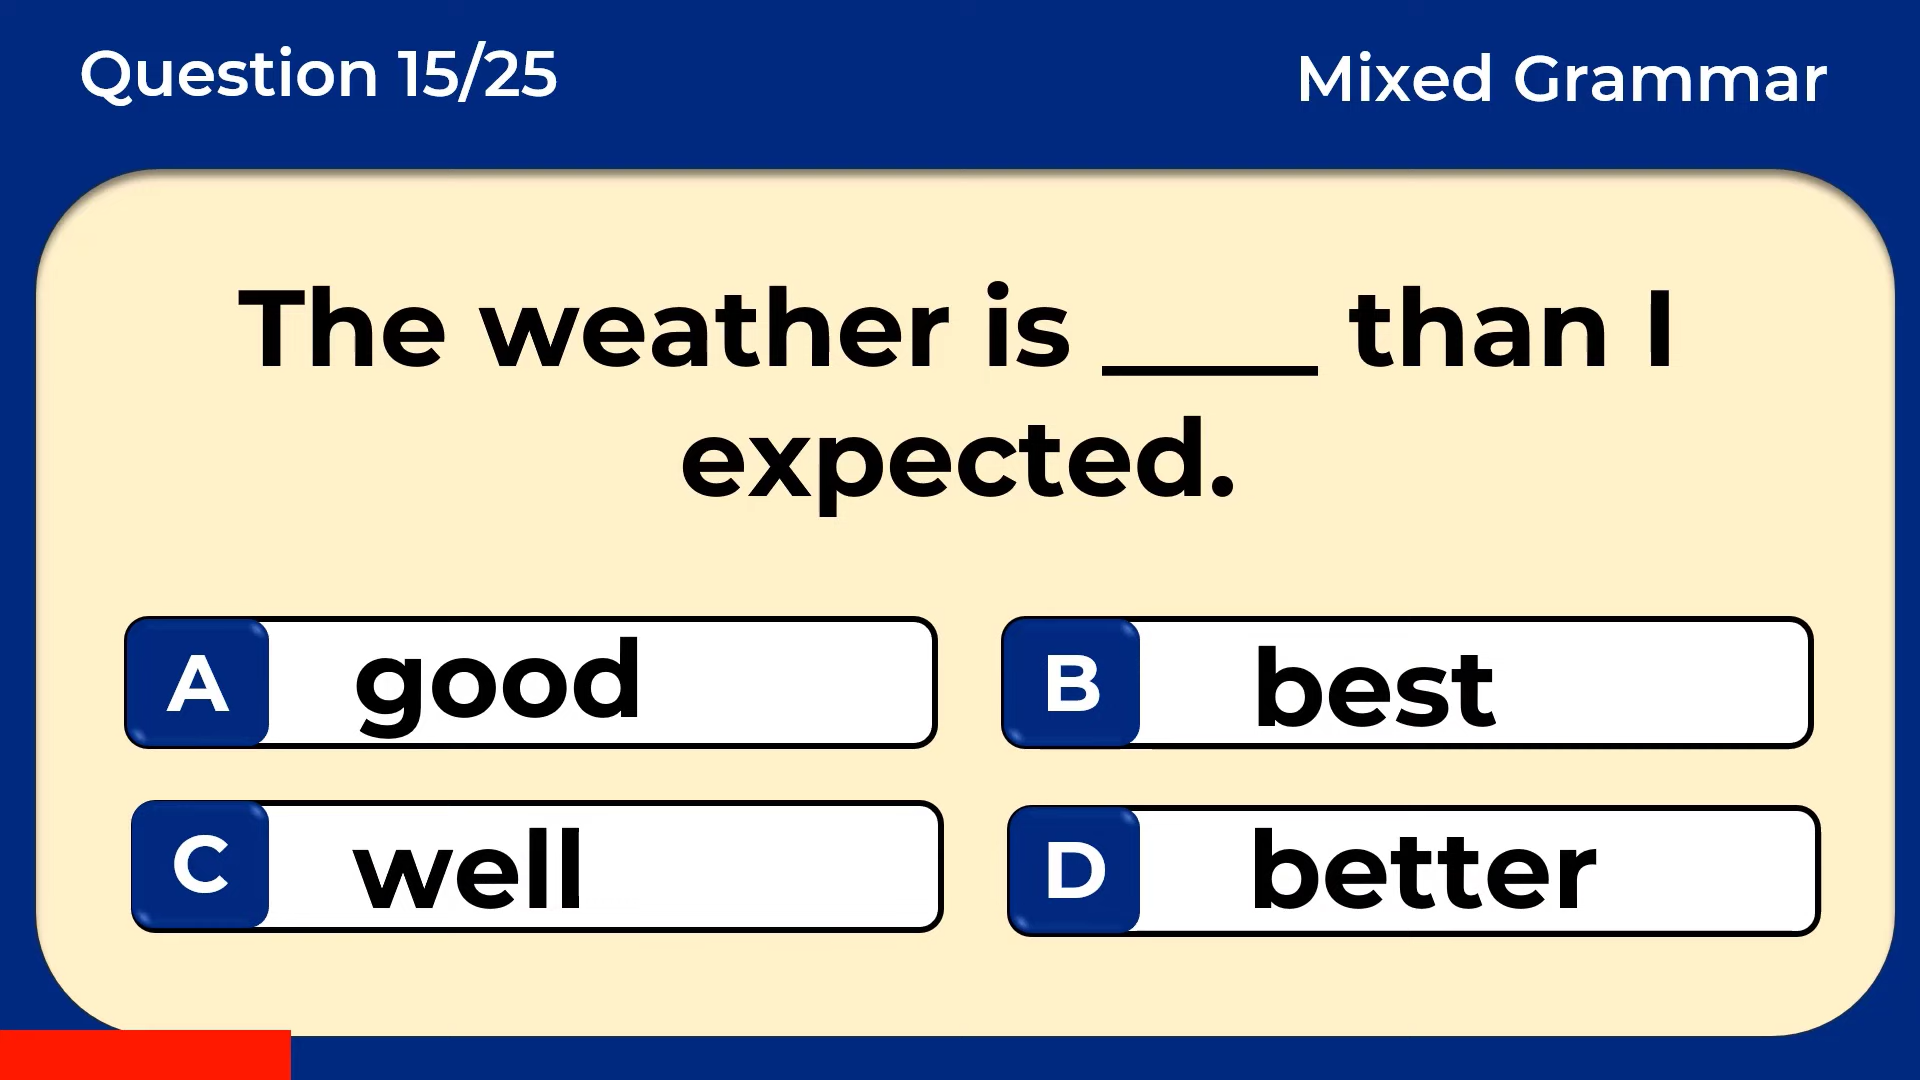 Question 15/25
Mixed Grammar
The weather is ____ than I
expected.
A good
B best
C well
D better